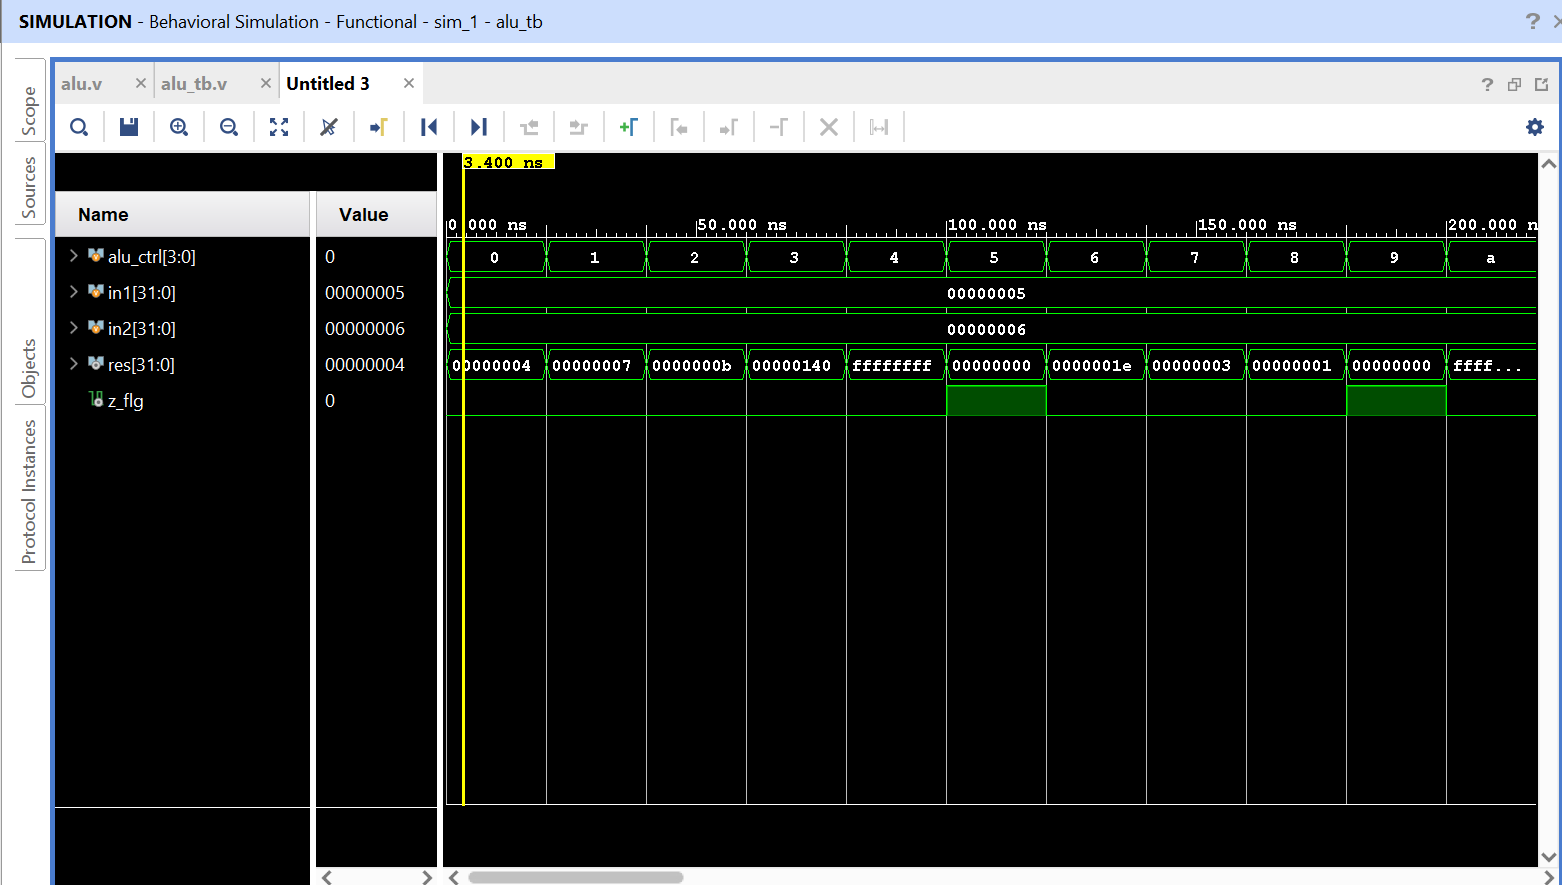 SIMULATION - Behavioral Simulation - Functional - sim_1 - alu_tb
Scope
Sources
Objects
Protocol Instances
alu.v
alu_tb.v
Untitled 3
3.400 ns
Name Value
0.000 ns 50.000 ns 100.000 ns 150.000 ns 200.000 n
alu_ctrl[3:0] 0 0 1 2 3 4 5 6 7 8 9 a
in1[31:0] 00000005 00000005
in2[31:0] 00000006 00000006
res[31:0] 00000004 00000004 00000007 0000000b 00000140 ffffffff 00000000 0000001e 00000003 00000001 00000000 ffff...
z_flg 0